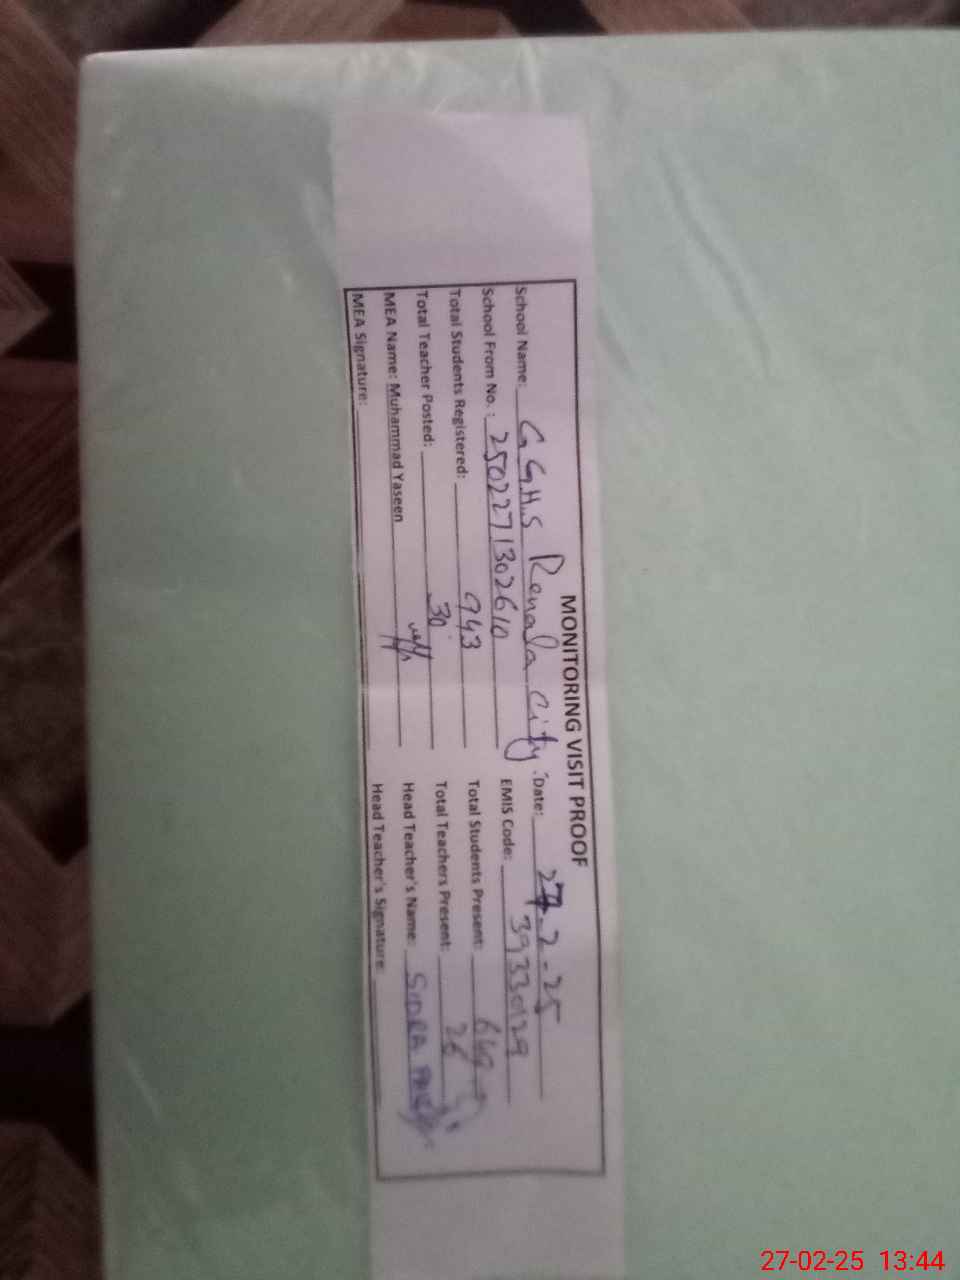 MONITORING VISIT PROOF
School Name: G G.H.S Renala City. Date: 27-2-25
School From No. : 2502271302610 EMIS Code: 39330129
Total Students Registered: 943 Total Students Present:
Total Teacher Posted: 30 Total Teachers Present: 26
MEA Name: Muhammad Yaseen Head Teacher's Name: SIDRA
MEA Signature: Head Teacher's Signature:
27-02-25 13:44